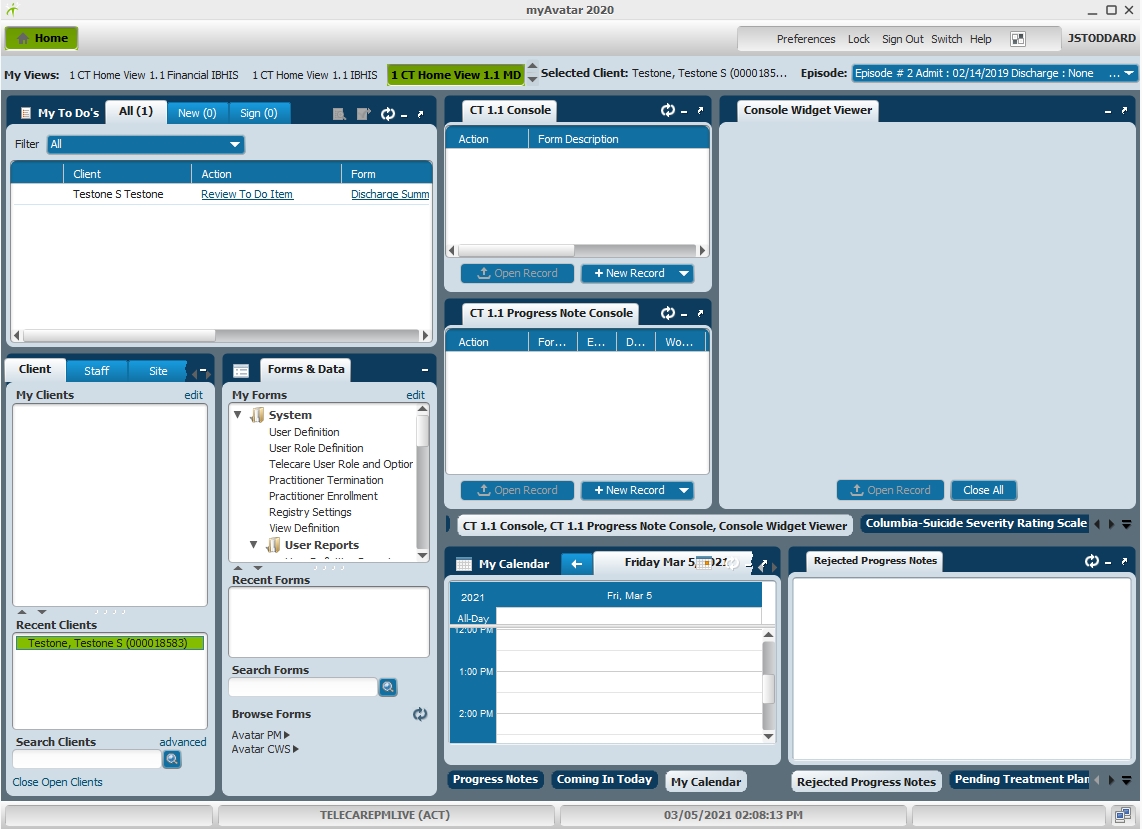 myAvatar 2020
Home
Preferences Lock Sign Out Switch Help JSTODDARD
My Views: 1 CT Home View 1.1 Financial IBHIS 1 CT Home View 1.1 IBHIS 1 CT Home View 1.1 MD Selected Client: Testone, Testone S (0000185... Episode: Episode # 2 Admit : 02/14/2019 Discharge : None ...
My To Do's All (1) New (0) Sign (0)
Filter All
Client Action Form
Testone S Testone Review To Do Item Discharge Summ
CT 1.1 Console
Action Form Description
Open Record + New Record
CT 1.1 Progress Note Console
Action For... E... D... Wo...
Open Record + New Record
Console Widget Viewer
Open Record Close All
CT 1.1 Console, CT 1.1 Progress Note Console, Console Widget Viewer Columbia-Suicide Severity Rating Scale
Client Staff Site
My Clients edit
Recent Clients
Testone, Testone S (000018583)
Search Clients advanced
Close Open Clients
Forms & Data
My Forms edit
System
User Definition
User Role Definition
Telecare User Role and Option
Practitioner Termination
Practitioner Enrollment
Registry Settings
View Definition
User Reports
Recent Forms
Search Forms
Browse Forms
Avatar PM
Avatar CWS
My Calendar Friday Mar 5, 2021
2021 Fri, Mar 5
All-Day
12:00 PM
1:00 PM
2:00 PM
Progress Notes Coming In Today My Calendar
Rejected Progress Notes
Rejected Progress Notes Pending Treatment Plan
TELECAREPMLIVE (ACT) 03/05/2021 02:08:13 PM